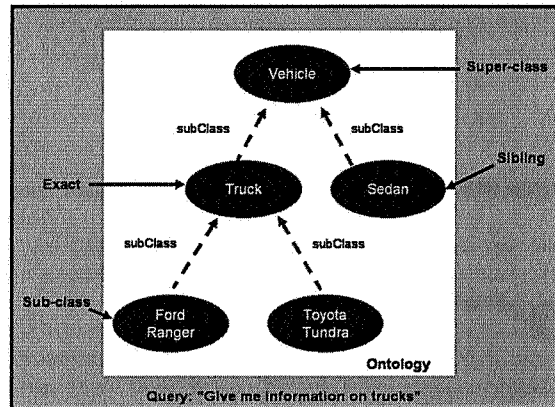 Vehicle
Super-class
subClass
subClass
Sibling
Exact
Truck
Sedan
subClass
subClass
Sub-class
Ford
Ranger
Toyota
Tundra
Ontology
Query: "Give me information on trucks"